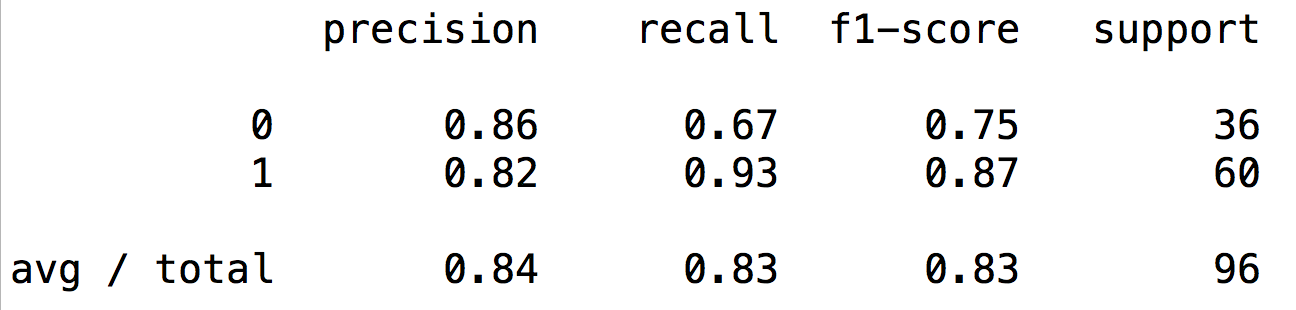 precision recall f1-score support
0 0.86 0.67 0.75 36
1 0.82 0.93 0.87 60
avg / total 0.84 0.83 0.83 96